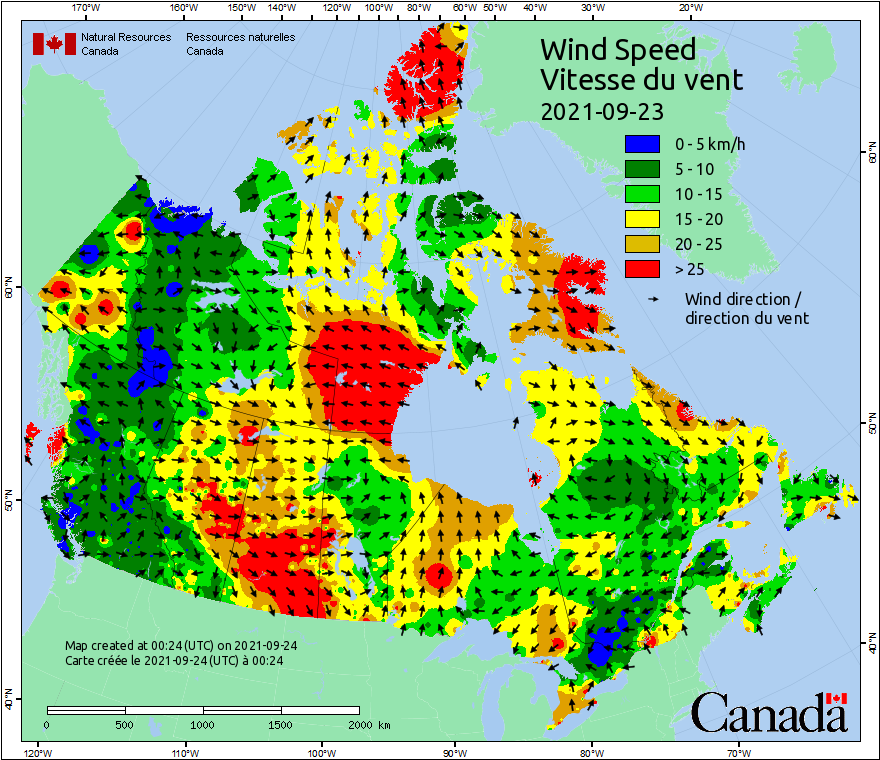 170°W 160°W 150°W 140°W 120°W 100°W 80°W 60°W 50°W 40°W 30°W 20°W
Natural Resources Ressources naturelles
Canada Canada
Wind Speed
Vitesse du vent
2021-09-23
0 - 5 km/h
5 - 10
10 - 15
15 - 20
20 - 25
> 25
Wind direction /
direction du vent
60°N
50°N
40°N
60°N
50°N
40°N
Map created at 00:24 (UTC) on 2021-09-24
Carte créée le 2021-09-24 (UTC) à 00:24
0 500 1000 1500 2000 km
Canada
120°W 110°W 100°W 90°W 80°W 70°W